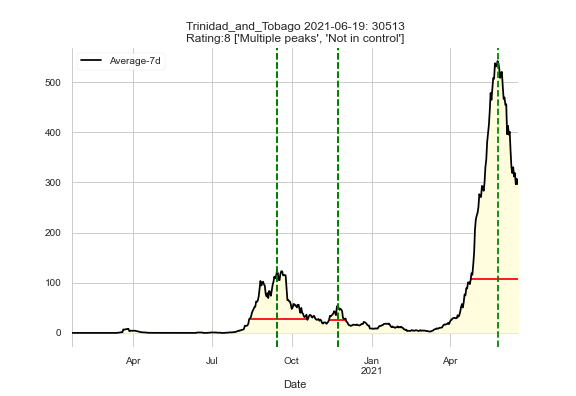 Trinidad_and_Tobago 2021-06-19: 30513
Rating:8 ['Multiple peaks', 'Not in control']
Average-7d
500
400
300
200
100
0
Apr
Jul
Oct
Jan
2021
Apr
Date